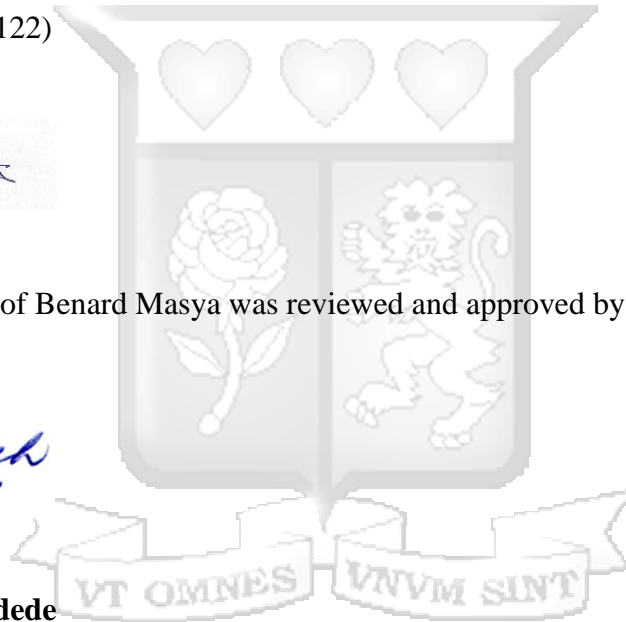 122)
of Benard Masya was reviewed and approved by
dede
VT OMNES VNVM SINT